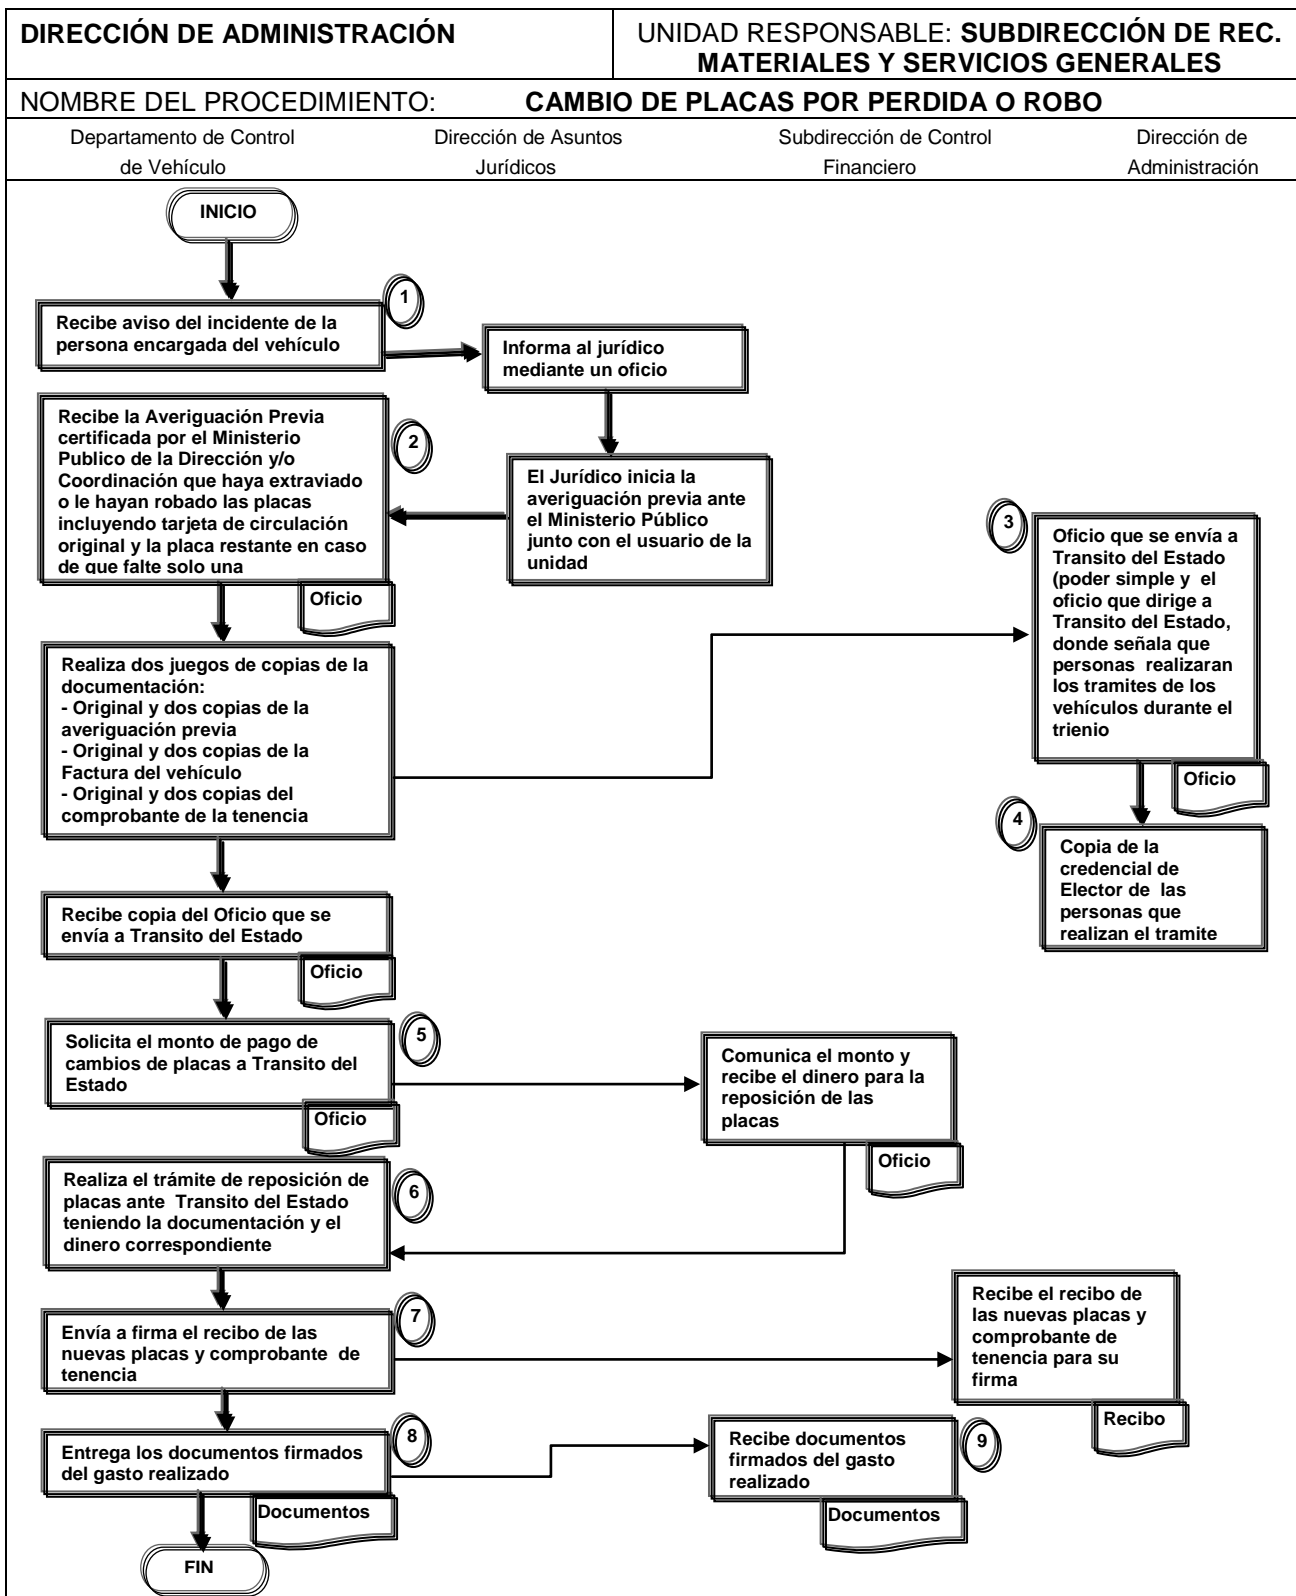 DIRECCIÓN DE ADMINISTRACIÓN
UNIDAD RESPONSABLE: SUBDIRECCIÓN DE REC.
MATERIALES Y SERVICIOS GENERALES
NOMBRE DEL PROCEDIMIENTO: CAMBIO DE PLACAS POR PERDIDA O ROBO
Departamento de Control
de Vehículo
Dirección de Asuntos
Jurídicos
Subdirección de Control
Financiero
Dirección de
Administración
INICIO
1
Recibe aviso del incidente de la
persona encargada del vehículo
Informa al jurídico
mediante un oficio
2
Recibe la Averiguación Previa
certificada por el Ministerio
Publico de la Dirección y/o
Coordinación que haya extraviado
o le hayan robado las placas
incluyendo tarjeta de circulación
original y la placa restante en caso
de que falte solo una
Oficio
El Jurídico inicia la
averiguación previa ante
el Ministerio Público
junto con el usuario de la
unidad
3
Oficio que se envía a
Transito del Estado
(poder simple y el
oficio que dirige a
Transito del Estado,
donde señala que
personas realizaran
los tramites de los
vehículos durante el
trienio
Oficio
Realiza dos juegos de copias de la
documentación:
- Original y dos copias de la
averiguación previa
- Original y dos copias de la
Factura del vehículo
- Original y dos copias del
comprobante de la tenencia
4
Copia de la
credencial de
Elector de las
personas que
realizan el tramite
Recibe copia del Oficio que se
envía a Transito del Estado
Oficio
5
Solicita el monto de pago de
cambios de placas a Transito del
Estado
Oficio
Comunica el monto y
recibe el dinero para la
reposición de las
placas
Oficio
6
Realiza el trámite de reposición de
placas ante Transito del Estado
teniendo la documentación y el
dinero correspondiente
7
Envía a firma el recibo de las
nuevas placas y comprobante de
tenencia
Recibe el recibo de
las nuevas placas y
comprobante de
tenencia para su
firma
Recibo
8
Entrega los documentos firmados
del gasto realizado
Documentos
9
Recibe documentos
firmados del gasto
realizado
Documentos
FIN